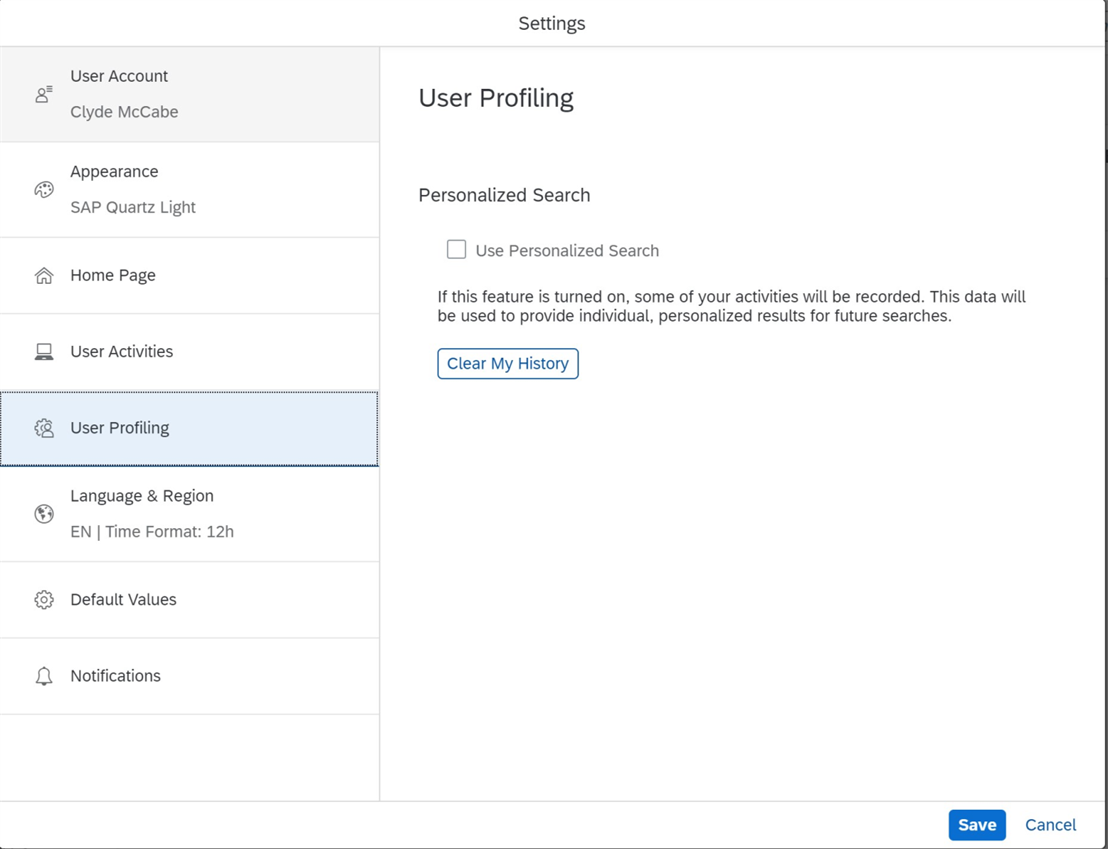 Settings
User Account
Clyde McCabe
Appearance
SAP Quartz Light
Home Page
User Activities
User Profiling
Language & Region
EN | Time Format: 12h
Default Values
Notifications
User Profiling
Personalized Search
Use Personalized Search
If this feature is turned on, some of your activities will be recorded. This data will
be used to provide individual, personalized results for future searches.
Clear My History
Save
Cancel